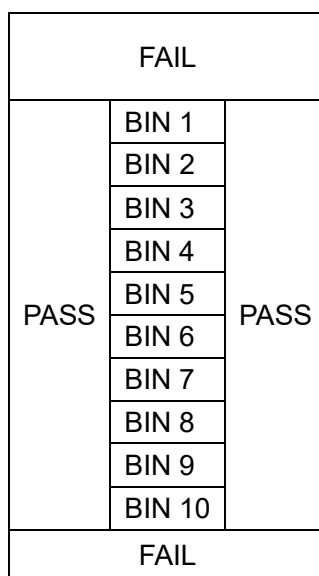 FAIL
BIN 1
BIN 2
BIN 3
BIN 4
BIN 5
PASS
PASS
BIN 6
BIN 7
BIN 8
BIN 9
BIN 10
FAIL